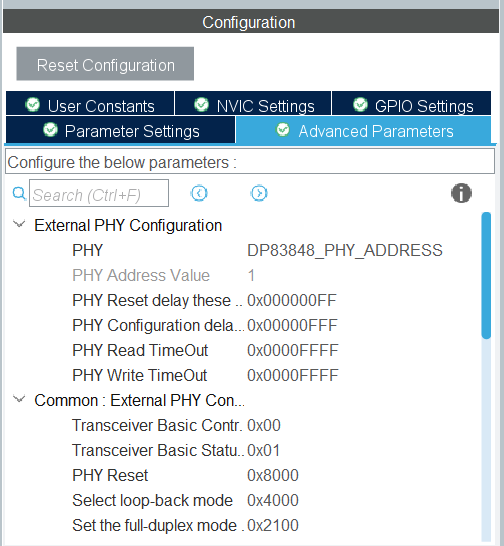 Configuration
Reset Configuration
User Constants NVIC Settings GPIO Settings
Parameter Settings Advanced Parameters
Configure the below parameters :
Search (Ctrl+F)
External PHY Configuration
PHY DP83848_PHY_ADDRESS
PHY Address Value 1
PHY Reset delay these .. 0x000000FF
PHY Configuration dela... 0x00000FFF
PHY Read TimeOut 0x0000FFFF
PHY Write TimeOut 0x0000FFFF
Common : External PHY Con...
Transceiver Basic Contr. 0x00
Transceiver Basic Statu.. 0x01
PHY Reset 0x8000
Select loop-back mode 0x4000
Set the full-duplex mode . 0x2100